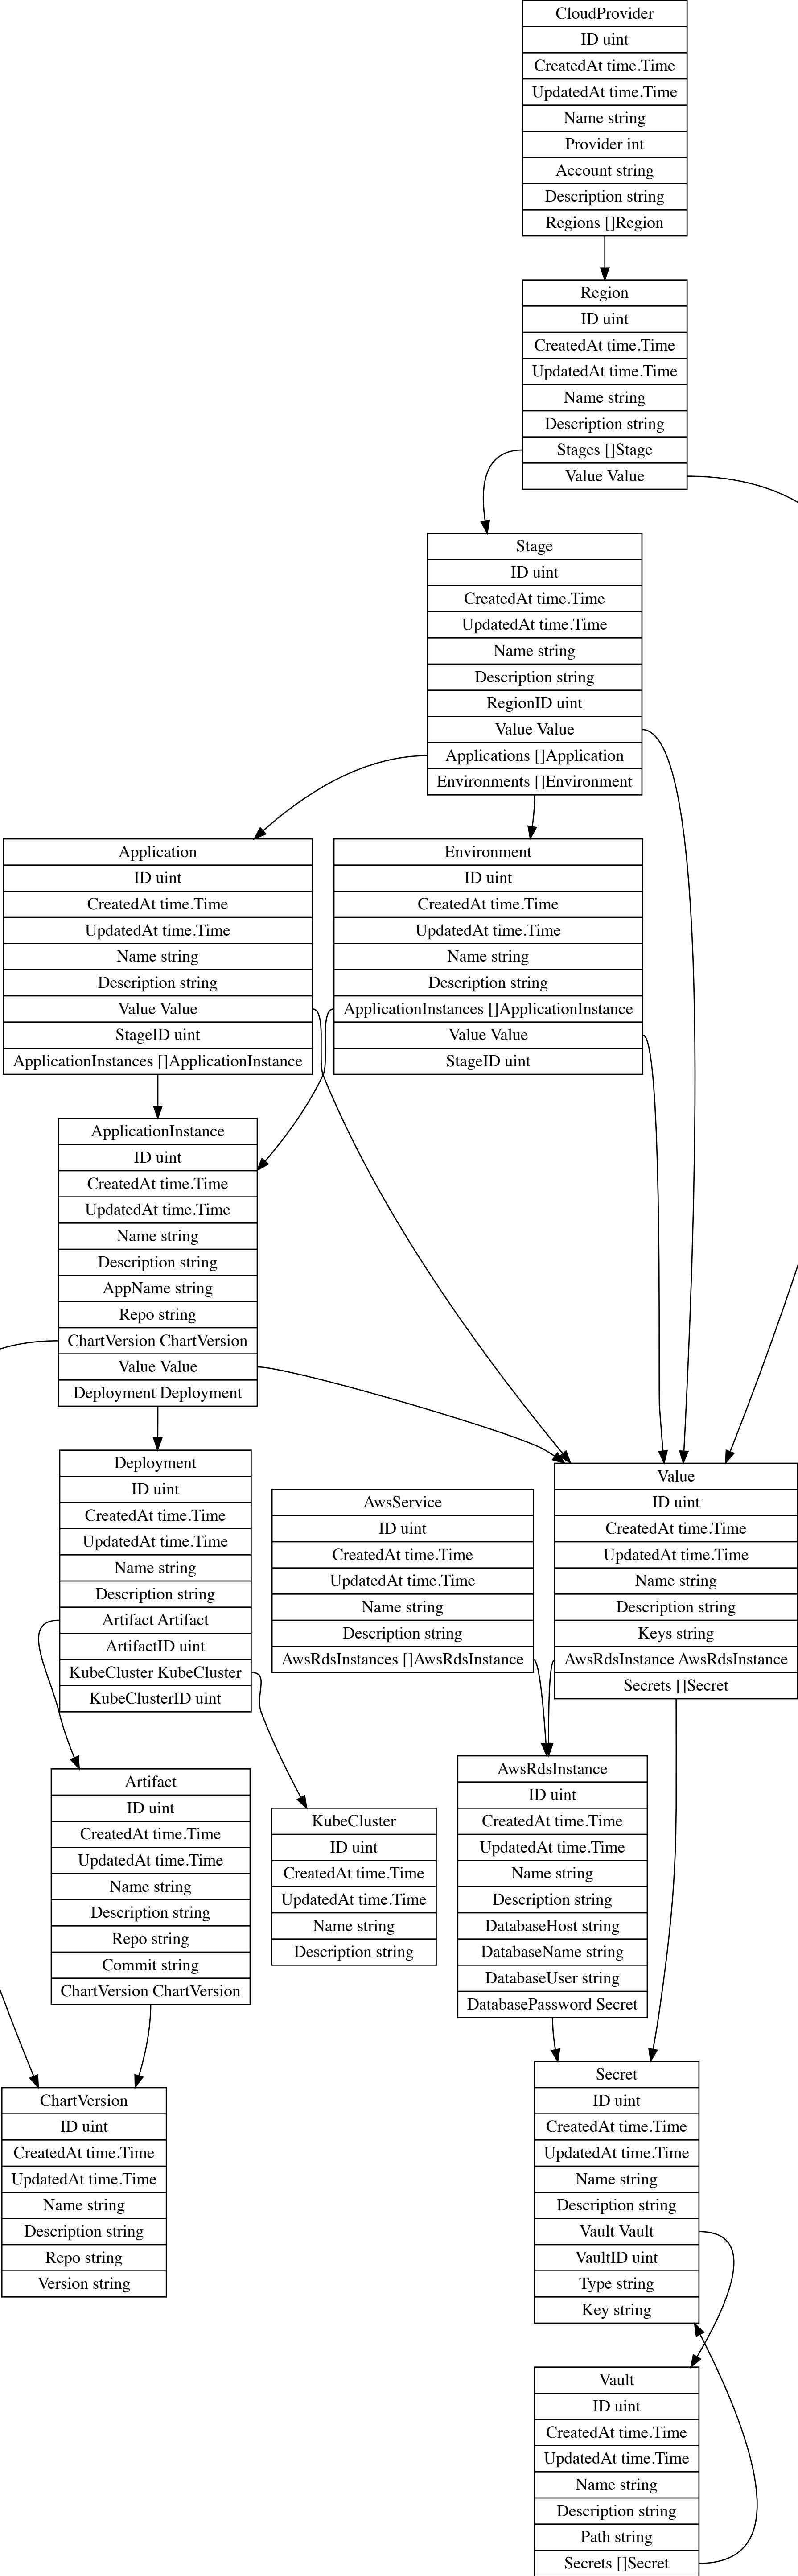 CloudProvider
ID uint
CreatedAt time.Time
UpdatedAt time.Time
Name string
Provider int
Account string
Description string
Regions []Region
Region
ID uint
CreatedAt time.Time
UpdatedAt time.Time
Name string
Description string
Stages []Stage
Value Value
Stage
ID uint
CreatedAt time.Time
UpdatedAt time.Time
Name string
Description string
RegionID uint
Value Value
Applications []Application
Environments []Environment
Application
ID uint
CreatedAt time.Time
UpdatedAt time.Time
Name string
Description string
Value Value
StageID uint
ApplicationInstances []ApplicationInstance
Environment
ID uint
CreatedAt time.Time
UpdatedAt time.Time
Name string
Description string
ApplicationInstances []ApplicationInstance
Value Value
StageID uint
ApplicationInstance
ID uint
CreatedAt time.Time
UpdatedAt time.Time
Name string
Description string
AppName string
Repo string
ChartVersion ChartVersion
Value Value
Deployment Deployment
Deployment
ID uint
CreatedAt time.Time
UpdatedAt time.Time
Name string
Description string
Artifact Artifact
ArtifactID uint
KubeCluster KubeCluster
KubeClusterID uint
AwsService
ID uint
CreatedAt time.Time
UpdatedAt time.Time
Name string
Description string
AwsRdsInstances []AwsRdsInstance
Value
ID uint
CreatedAt time.Time
UpdatedAt time.Time
Name string
Description string
Keys string
AwsRdsInstance AwsRdsInstance
Secrets []Secret
Artifact
ID uint
CreatedAt time.Time
UpdatedAt time.Time
Name string
Description string
Repo string
Commit string
ChartVersion ChartVersion
KubeCluster
ID uint
CreatedAt time.Time
UpdatedAt time.Time
Name string
Description string
AwsRdsInstance
ID uint
CreatedAt time.Time
UpdatedAt time.Time
Name string
Description string
DatabaseHost string
DatabaseName string
DatabaseUser string
DatabasePassword Secret
ChartVersion
ID uint
CreatedAt time.Time
UpdatedAt time.Time
Name string
Description string
Repo string
Version string
Secret
ID uint
CreatedAt time.Time
UpdatedAt time.Time
Name string
Description string
Vault Vault
VaultID uint
Type string
Key string
Vault
ID uint
CreatedAt time.Time
UpdatedAt time.Time
Name string
Description string
Path string
Secrets []Secret